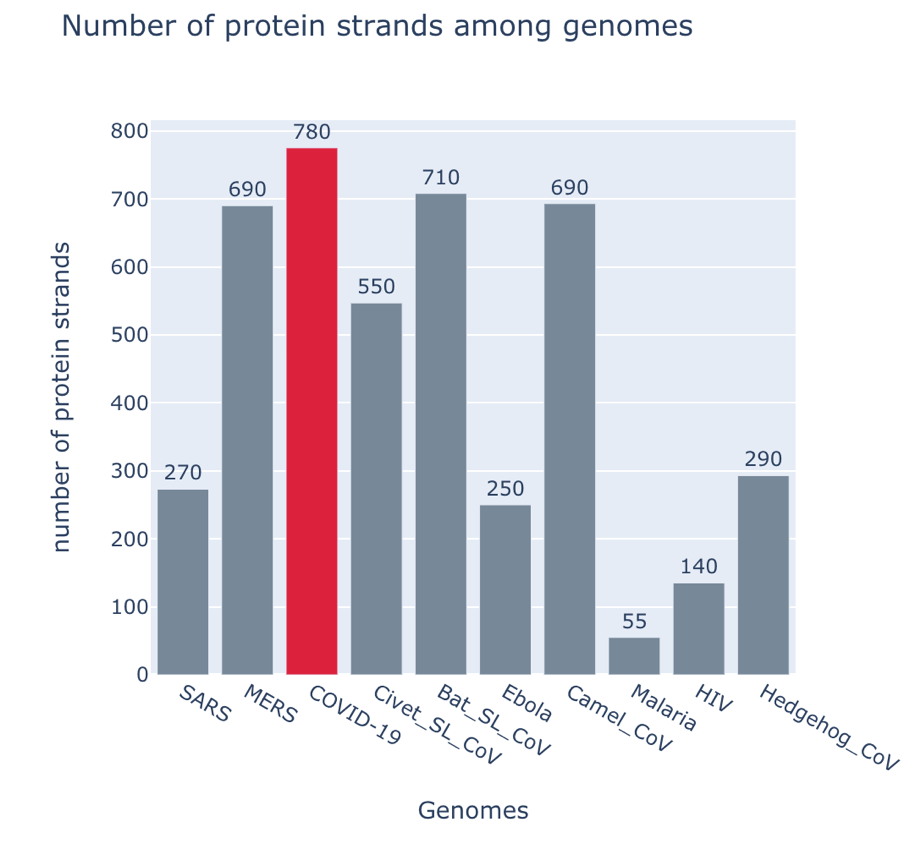 Number of protein strands among genomes
number of protein strands
800
700
600
500
400
300
200
100
0
270
690
780
550
710
250
690
55
140
290
SARS
MERS
COVID-19
Civet_SL_CoV
Bat_SL_CoV
Ebola
Camel_CoV
Malaria
HIV
Hedgehog_CoV
Genomes